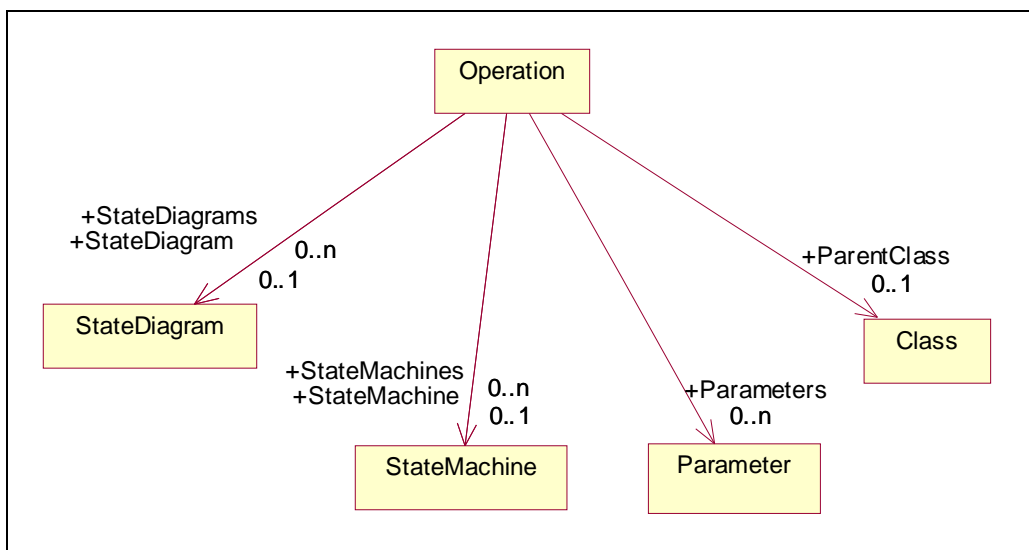 Operation
+StateDiagrams
+StateDiagram
0..n
0..1
StateDiagram
+ParentClass
0..1
Class
+StateMachines
+StateMachine
0..n
0..1
StateMachine
+Parameters
0..n
Parameter